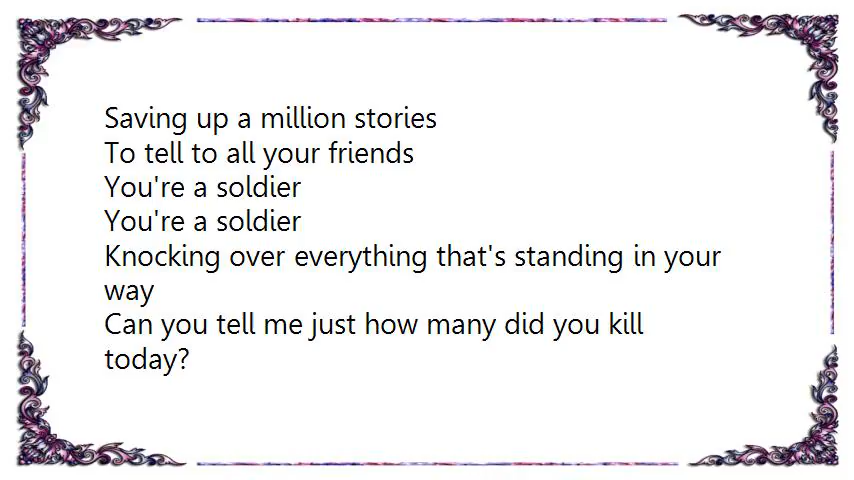 Saving up a million stories
To tell to all your friends
You're a soldier
You're a soldier
Knocking over everything that's standing in your
way
Can you tell me just how many did you kill
today?